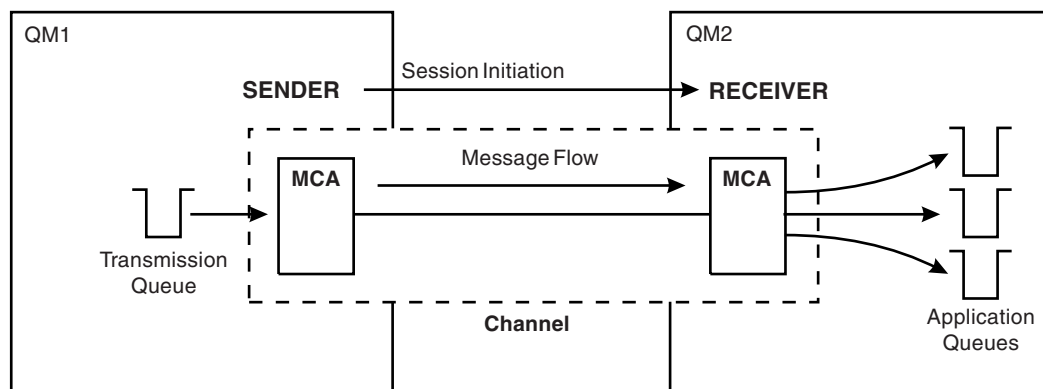 QM1
QM2
Session Initiation
SENDER
RECEIVER
Message Flow
MCA
MCA
Transmission
Queue
Channel
Application
Queues